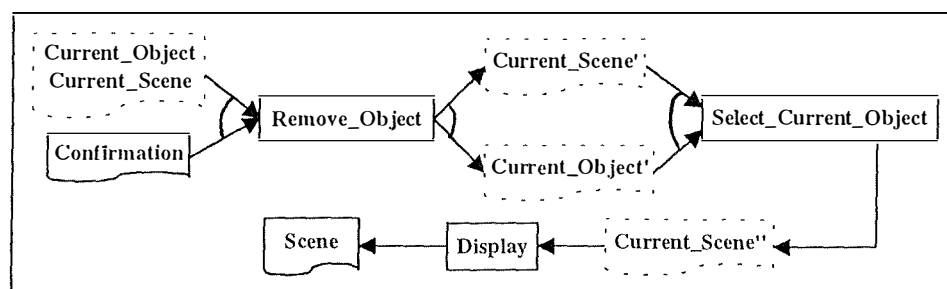 Current_Object
Current_Scene
Confirmation
Remove_Object
Current_Scene'
Current_Object'
Select_Current_Object
Scene
Display
Current_Scene''